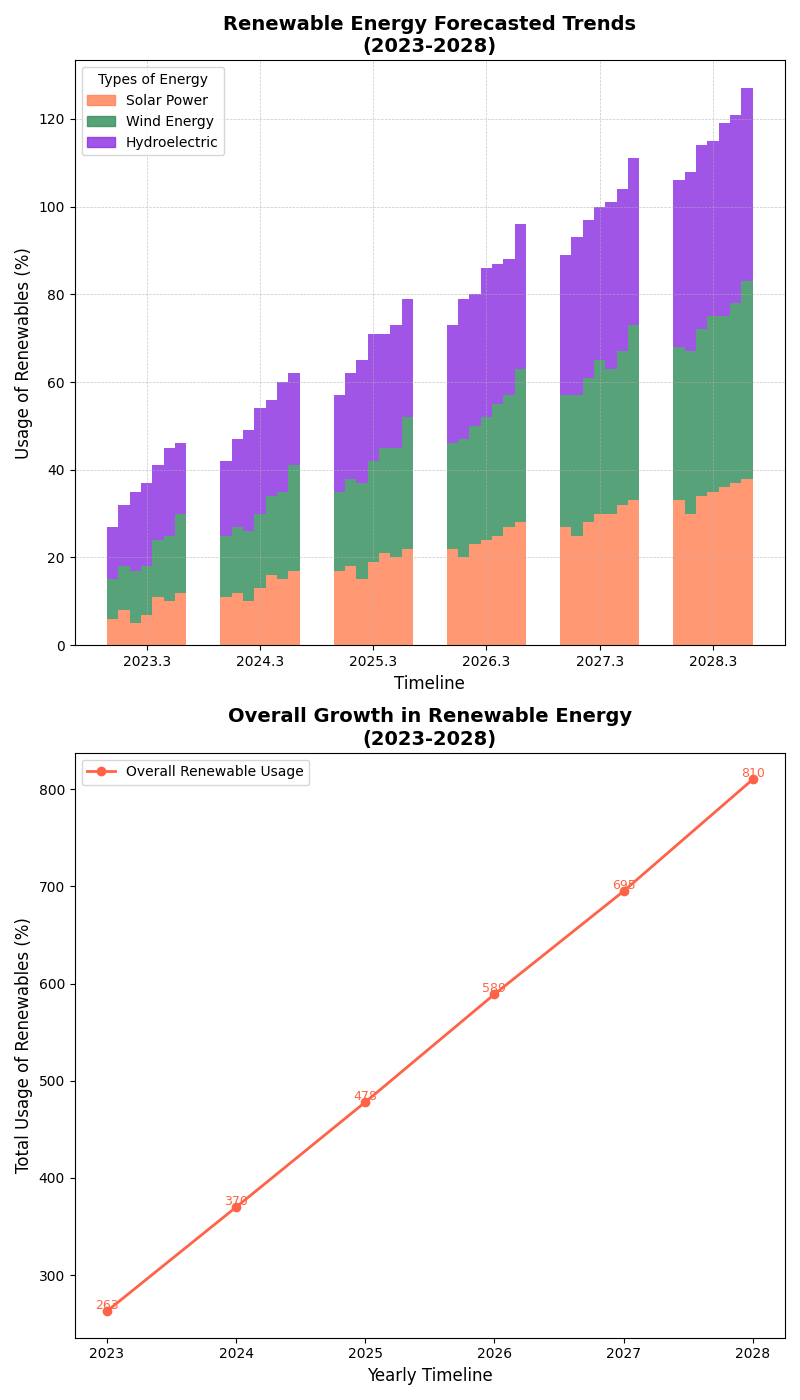 Renewable Energy Forecasted Trends
(2023-2028)
Types of Energy
Solar Power
Wind Energy
Hydroelectric
Usage of Renewables (%)
120
100
80
60
40
20
0
2023.3 2024.3 2025.3 2026.3 2027.3 2028.3
Timeline
Overall Growth in Renewable Energy
(2023-2028)
Overall Renewable Usage
Total Usage of Renewables (%)
800
700
600
500
400
300
263
370
478
589
695
810
2023 2024 2025 2026 2027 2028
Yearly Timeline